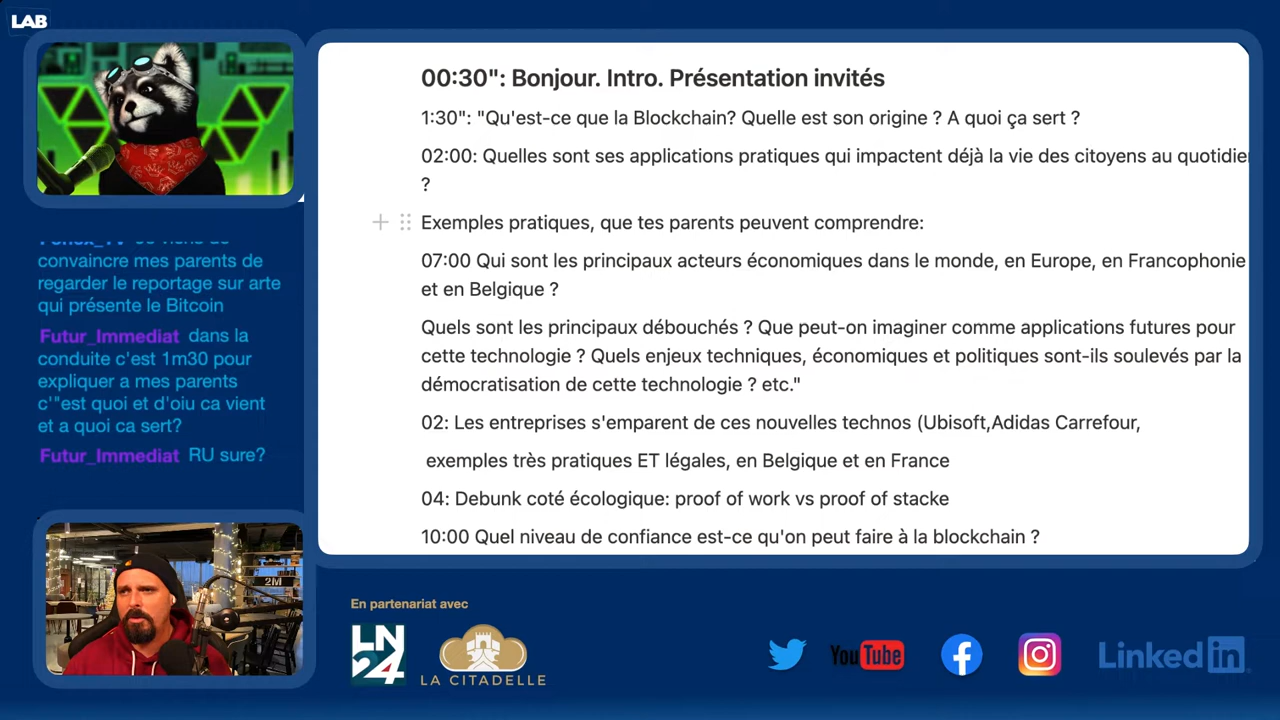 LAB
00:30": Bonjour. Intro. Présentation invités
1:30": "Qu'est-ce que la Blockchain? Quelle est son origine ? A quoi ça sert ?
02:00: Quelles sont ses applications pratiques qui impactent déjà la vie des citoyens au quotidien
?
Exemples pratiques, que tes parents peuvent comprendre:
07:00 Qui sont les principaux acteurs économiques dans le monde, en Europe, en Francophonie
et en Belgique ?
Quels sont les principaux débouchés ? Que peut-on imaginer comme applications futures pour
cette technologie ? Quels enjeux techniques, économiques et politiques sont-ils soulevés par la
démocratisation de cette technologie ? etc."
02: Les entreprises s'emparent de ces nouvelles technos (Ubisoft,Adidas Carrefour,
exemples très pratiques ET légales, en Belgique et en France
04: Debunk coté écologique: proof of work vs proof of stacke
10:00 Quel niveau de confiance est-ce qu'on peut faire à la blockchain ?
convaincre mes parents de
regarder le reportage sur arte
qui présente le Bitcoin
Futur_Immediat dans la
conduite c'est 1m30 pour
expliquer a mes parents
c'"est quoi et d'oiu ca vient
et a quoi ca sert?
Futur_Immediat RU sure?
2M
En partenariat avec
LN
24
LA CITADELLE
YouTube
LinkedIn